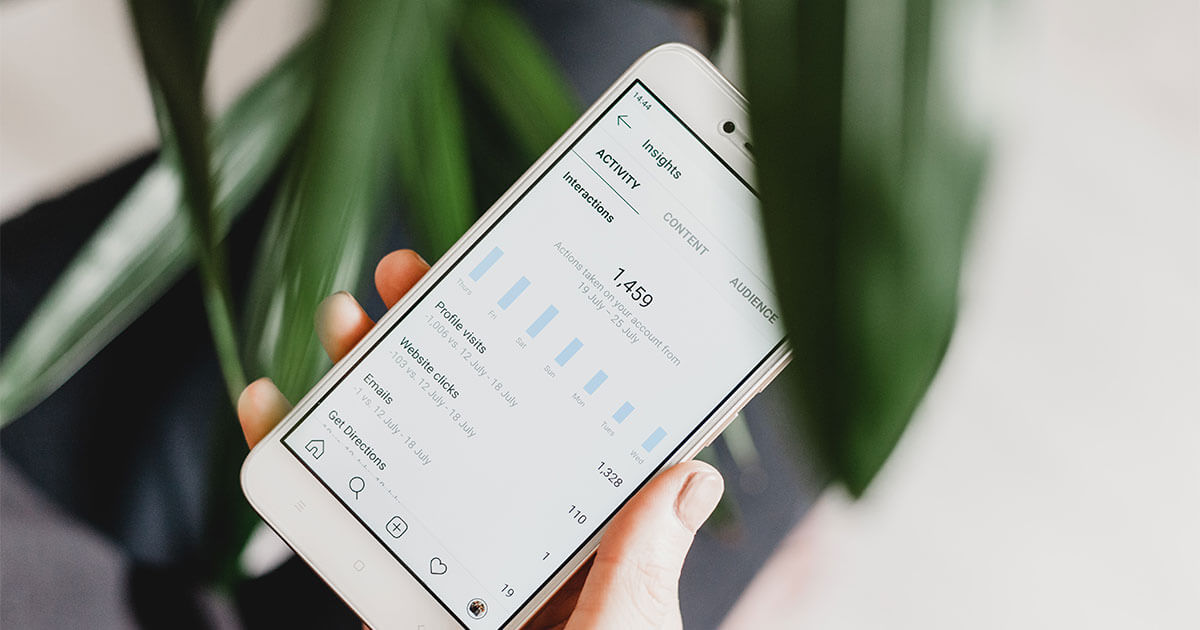 14:44
Insights
ACTIVITY CONTENT AUDIENCE
Interactions
1,459
Actions taken on your account from
19 July – 25 July
Thurs Fri Sat Sun Mon Tues Wed
Profile visits 1,328
-1,006 vs. 12 July - 18 July
Website clicks 110
-103 vs. 12 July - 18 July
Emails 1
-1 vs. 12 July - 18 July
Get Directions 19